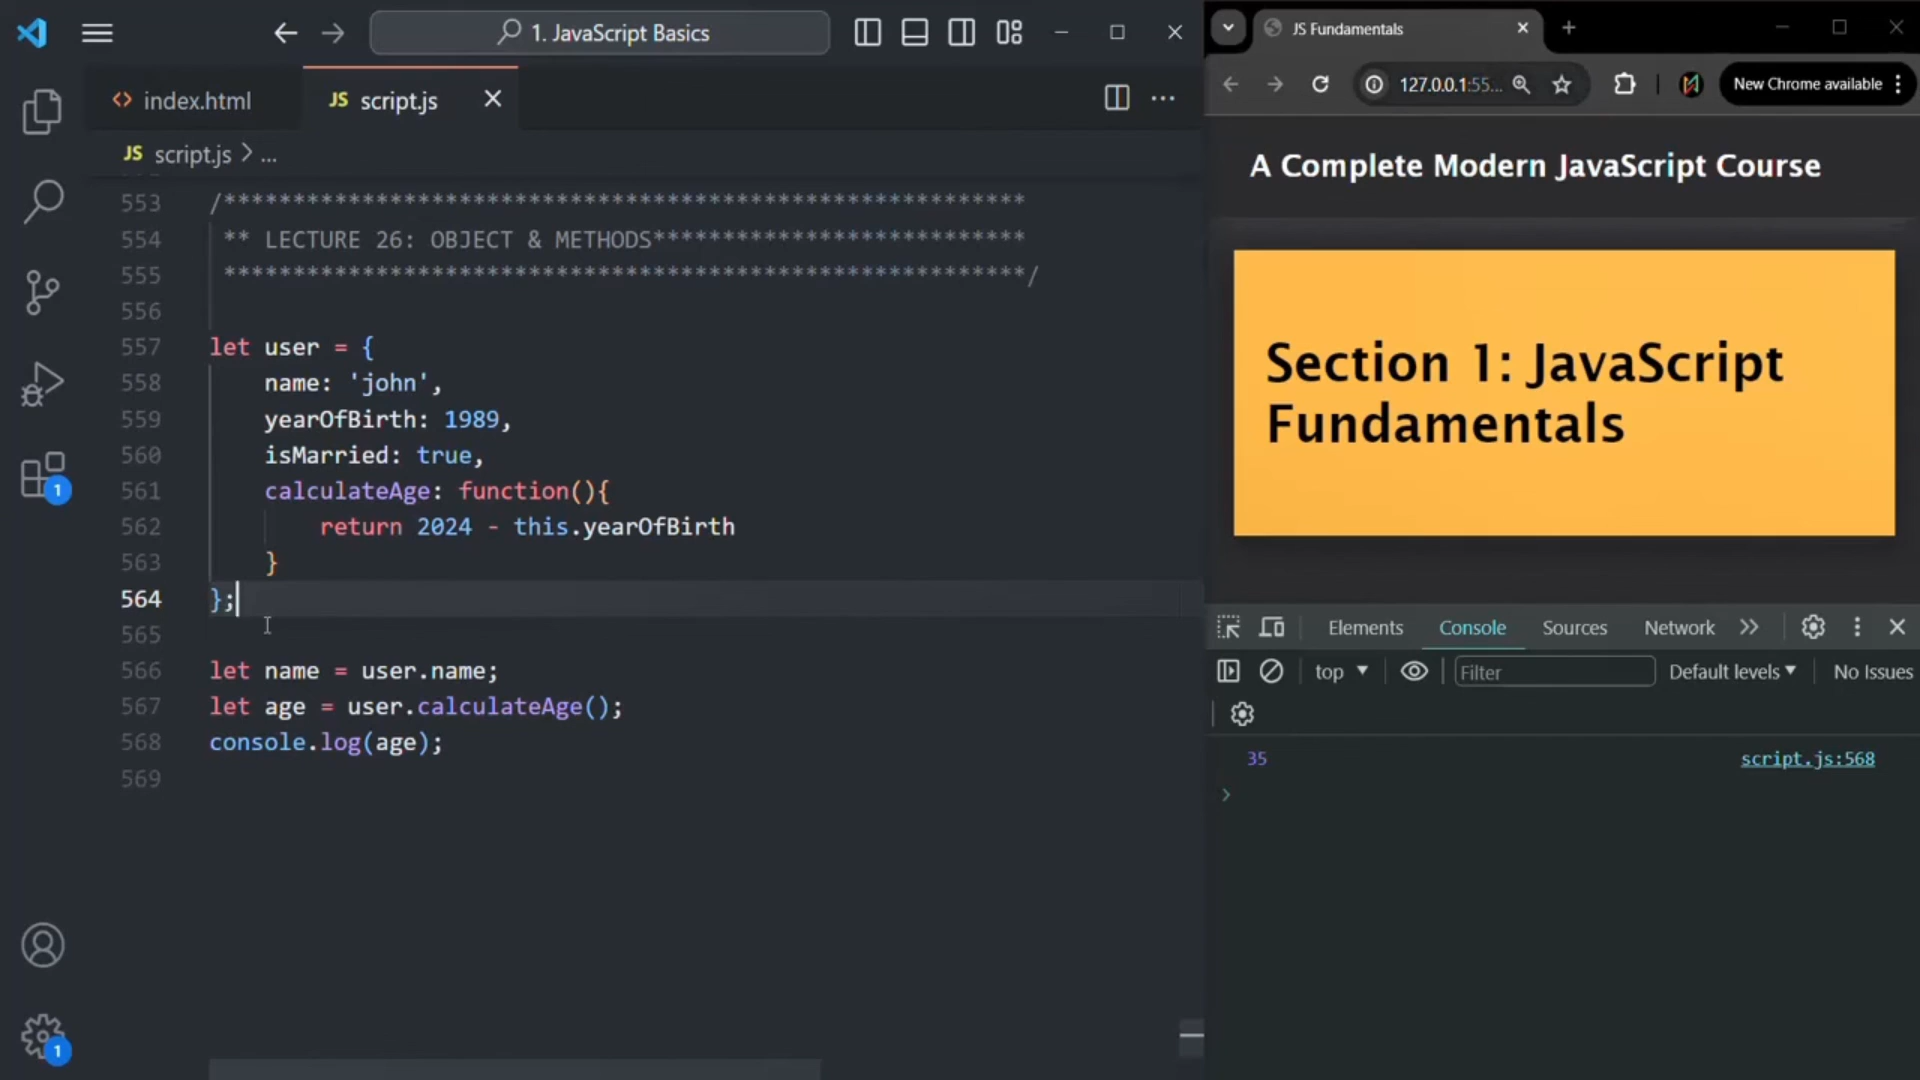 1. JavaScript Basics
index.html
JS script.js
JS script.js > ...
553 /**********************************************************
554 ** LECTURE 26: OBJECT & METHODS***************************
555 **********************************************************/
556
557 let user = {
558 name: 'john',
559 yearOfBirth: 1989,
560 isMarried: true,
561 calculateAge: function(){
562 return 2024 - this.yearOfBirth
563 }
564 };
565
566 let name = user.name;
567 let age = user.calculateAge();
568 console.log(age);
569
1
1
JS Fundamentals
127.0.0.1:55...
New Chrome available
A Complete Modern JavaScript Course
Section 1: JavaScript
Fundamentals
Elements Console Sources Network
top Filter Default levels No Issues
35 script.js:568